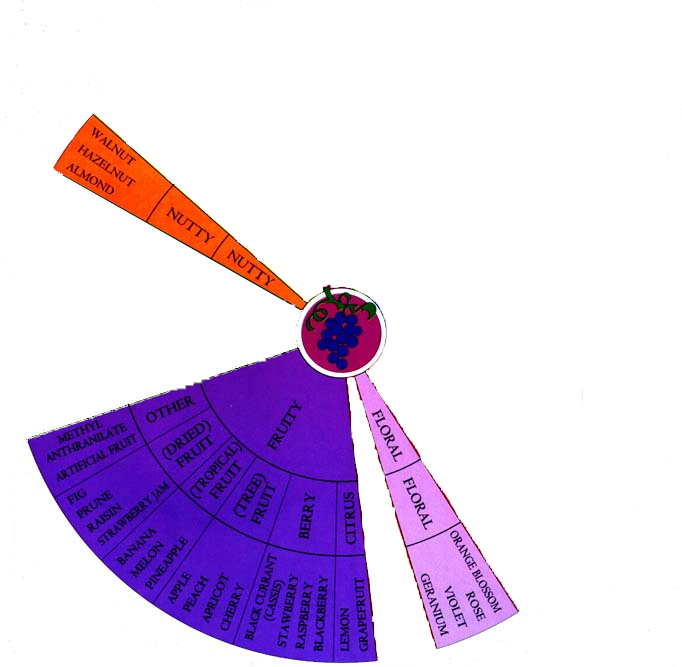 WALNUT
HAZELNUT
ALMOND
NUTTY
NUTTY
FRUITY
OTHER
(DRIED)
FRUIT
(TROPICAL)
FRUIT
(TREE)
FRUIT
BERRY
CITRUS
METHYL
ANTHRANILATE
ARTIFICIAL FRUIT
FIG
PRUNE
RAISIN
STRAWBERRY JAM
BANANA
MELON
PINEAPPLE
APPLE
PEACH
APRICOT
CHERRY
BLACK CURRANT
(CASSIS)
STAWBERRY
RASPBERRY
BLACKBERRY
LEMON
GRAPEFRUIT
FLORAL
FLORAL
ORANGE BLOSSOM
ROSE
VIOLET
GERANIUM